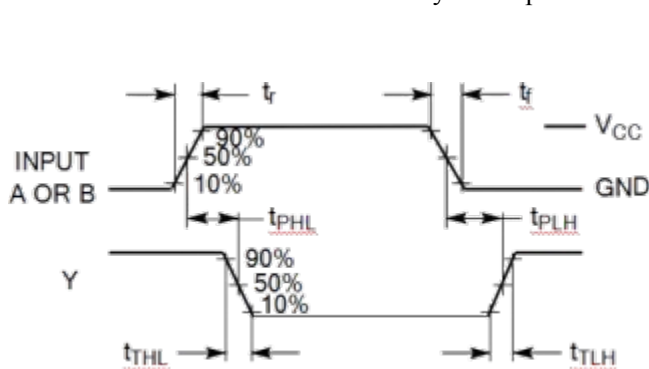 tr tf
90% VCC
INPUT 50%
A OR B 10% GND
tPHL tPLH
90%
Y 50%
10%
tTHL tTLH